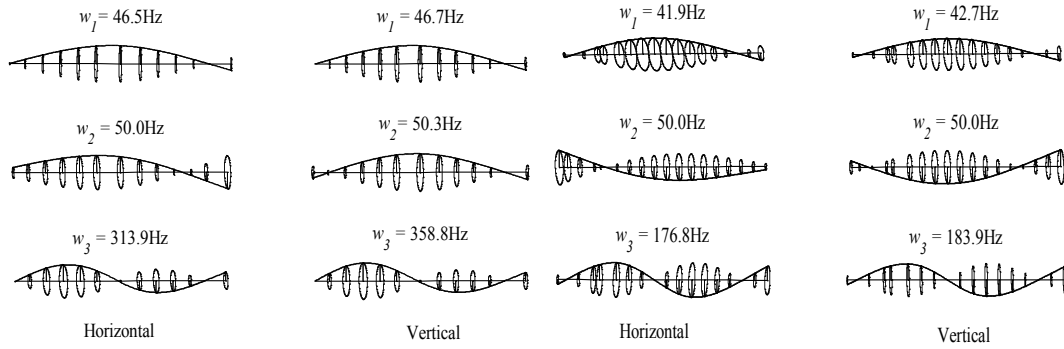 w1 = 46.5Hz
w1 = 46.7Hz
w1 = 41.9Hz
w1 = 42.7Hz
w2 = 50.0Hz
w2 = 50.3Hz
w2 = 50.0Hz
w2 = 50.0Hz
w3 = 313.9Hz
w3 = 358.8Hz
w3 = 176.8Hz
w3 = 183.9Hz
Horizontal
Vertical
Horizontal
Vertical